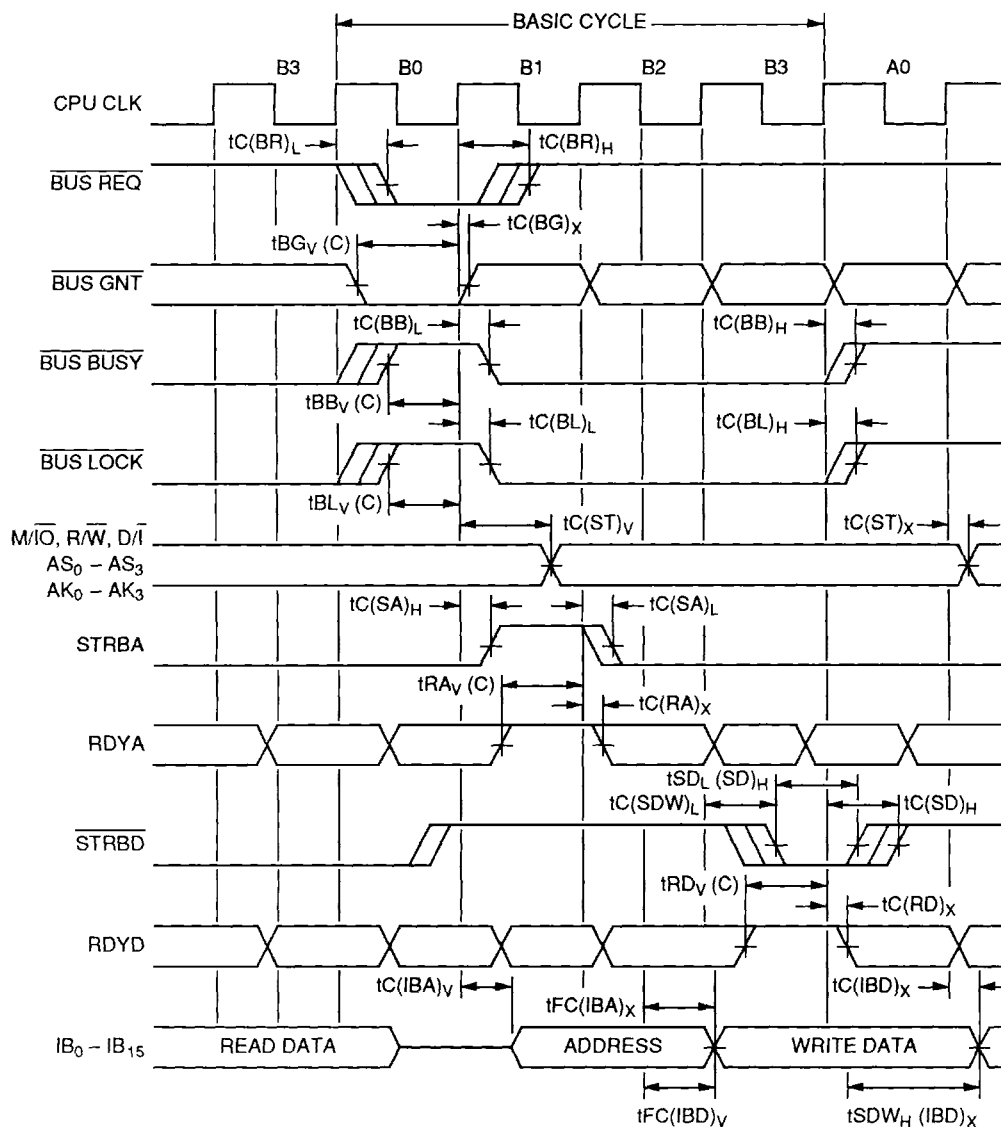 BASIC CYCLE
B3 B0 B1 B2 B3 A0
CPU CLK
tC(BR)L tC(BR)H
BUS REQ
tC(BG)X
tBGV (C)
BUS GNT
tC(BB)L tC(BB)H
BUS BUSY
tBBV (C)
tC(BL)L tC(BL)H
BUS LOCK
tBLV (C)
tC(ST)V tC(ST)X
M/IO, R/W, D/I
AS0 – AS3
AK0 – AK3
tC(SA)H tC(SA)L
STRBA
tRAV (C)
tC(RA)X
RDYA
tSDL (SD)H
tC(SDW)L tC(SD)H
STRBD
tRDV (C)
tC(RD)X
RDYD
tC(IBA)V tC(IBD)X
tFC(IBA)X
IB0 – IB15 READ DATA ADDRESS WRITE DATA
tFC(IBD)V tSDWH (IBD)X